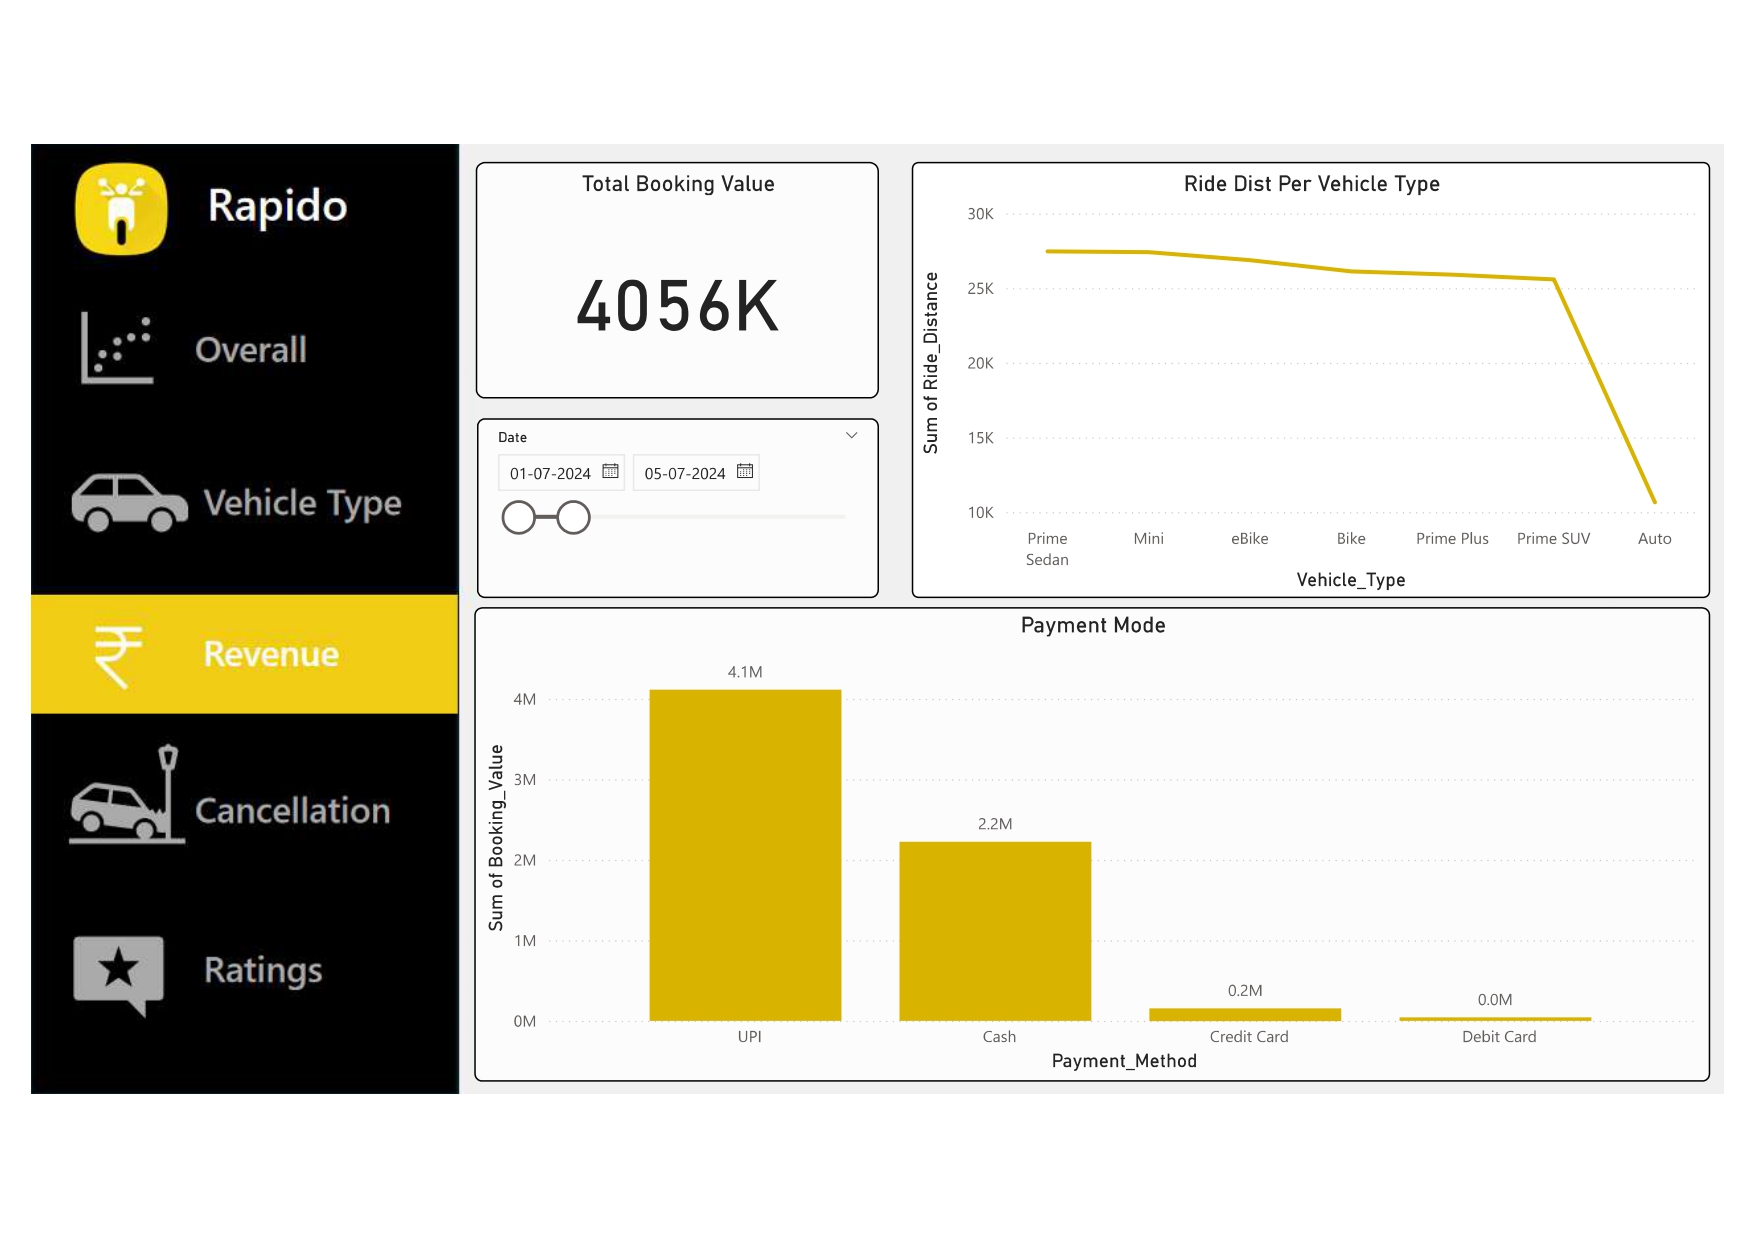 Rapido
Overall
Vehicle Type
Revenue
Cancellation
Ratings
Total Booking Value
4056K
Date
01-07-2024 05-07-2024
Ride Dist Per Vehicle Type
Sum of Ride_Distance
30K
25K
20K
15K
10K
Prime Sedan
Mini
eBike
Bike
Prime Plus
Prime SUV
Auto
Vehicle_Type
Payment Mode
Sum of Booking_Value
4M
3M
2M
1M
0M
4.1M
2.2M
0.2M
0.0M
UPI
Cash
Credit Card
Debit Card
Payment_Method